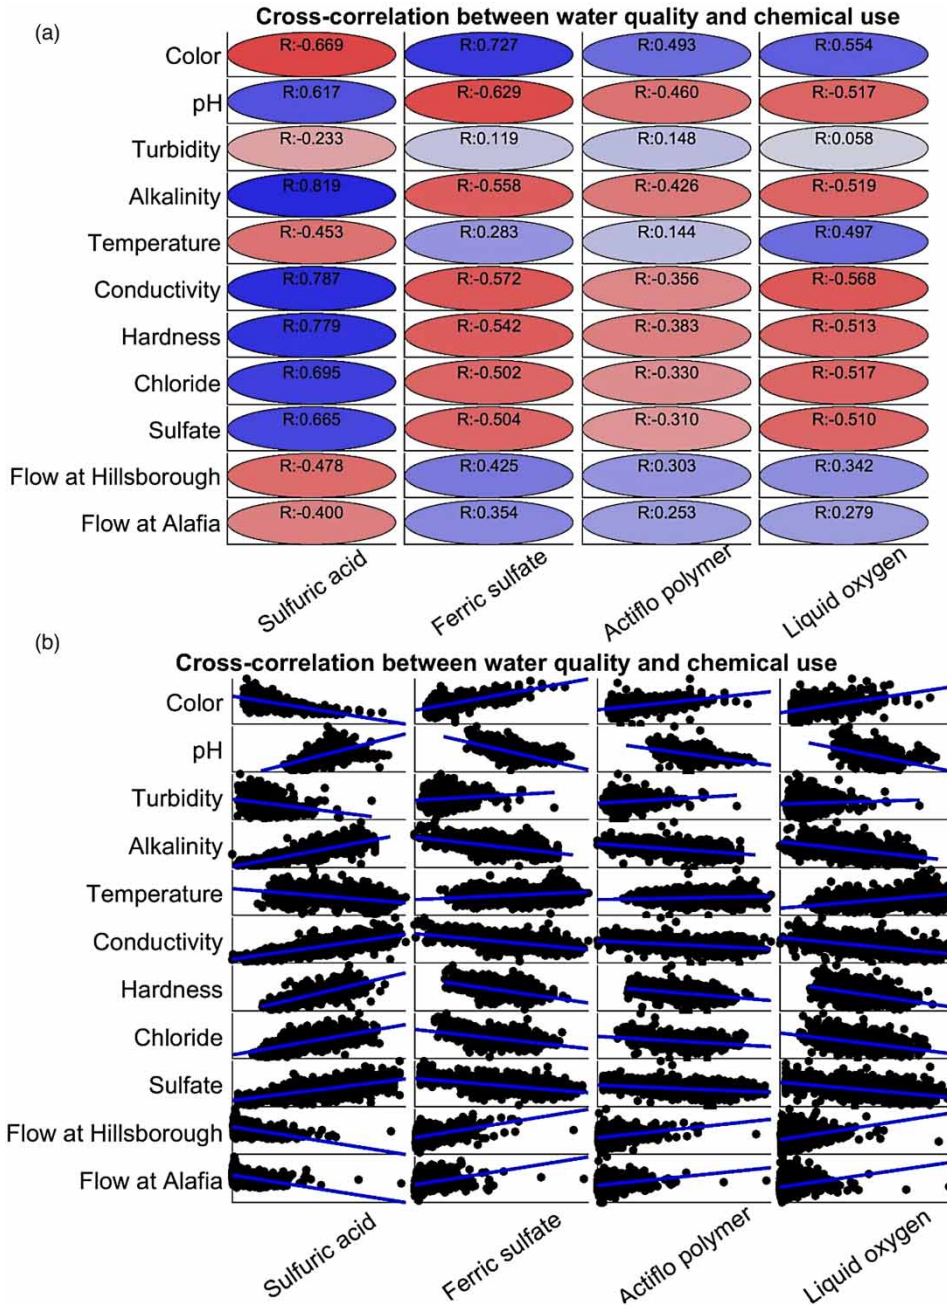 (a)
Cross-correlation between water quality and chemical use
Color R:-0.669 R:0.727 R:0.493 R:0.554
pH R:0.617 R:-0.629 R:-0.460 R:-0.517
Turbidity R:-0.233 R:0.119 R:0.148 R:0.058
Alkalinity R:0.819 R:-0.558 R:-0.426 R:-0.519
Temperature R:-0.453 R:0.283 R:0.144 R:0.497
Conductivity R:0.787 R:-0.572 R:-0.356 R:-0.568
Hardness R:0.779 R:-0.542 R:-0.383 R:-0.513
Chloride R:0.695 R:-0.502 R:-0.330 R:-0.517
Sulfate R:0.665 R:-0.504 R:-0.310 R:-0.510
Flow at Hillsborough R:-0.478 R:0.425 R:0.303 R:0.342
Flow at Alafia R:-0.400 R:0.354 R:0.253 R:0.279
Sulfuric acid Ferric sulfate Actiflo polymer Liquid oxygen
(b)
Cross-correlation between water quality and chemical use
Color
pH
Turbidity
Alkalinity
Temperature
Conductivity
Hardness
Chloride
Sulfate
Flow at Hillsborough
Flow at Alafia
Sulfuric acid Ferric sulfate Actiflo polymer Liquid oxygen